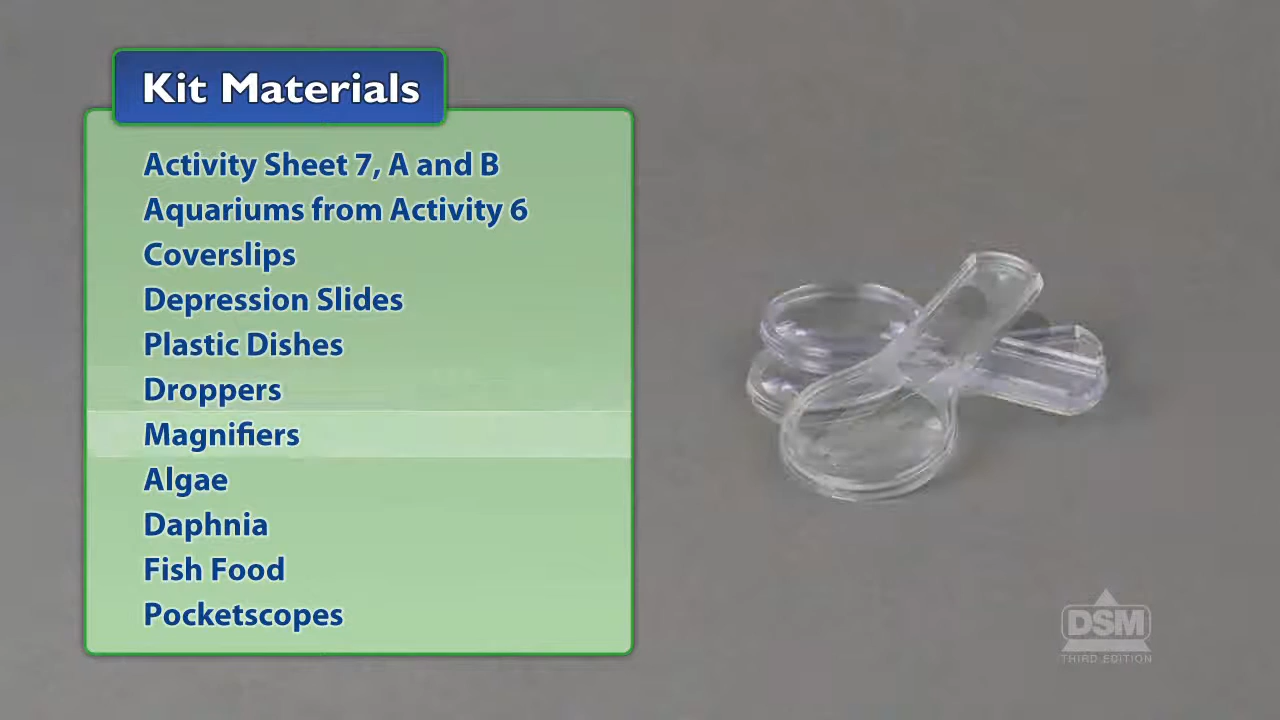 Kit Materials
Activity Sheet 7, A and B
Aquariums from Activity 6
Coverslips
Depression Slides
Plastic Dishes
Droppers
Magnifiers
Algae
Daphnia
Fish Food
Pocketscopes
DSM
THIRD EDITION